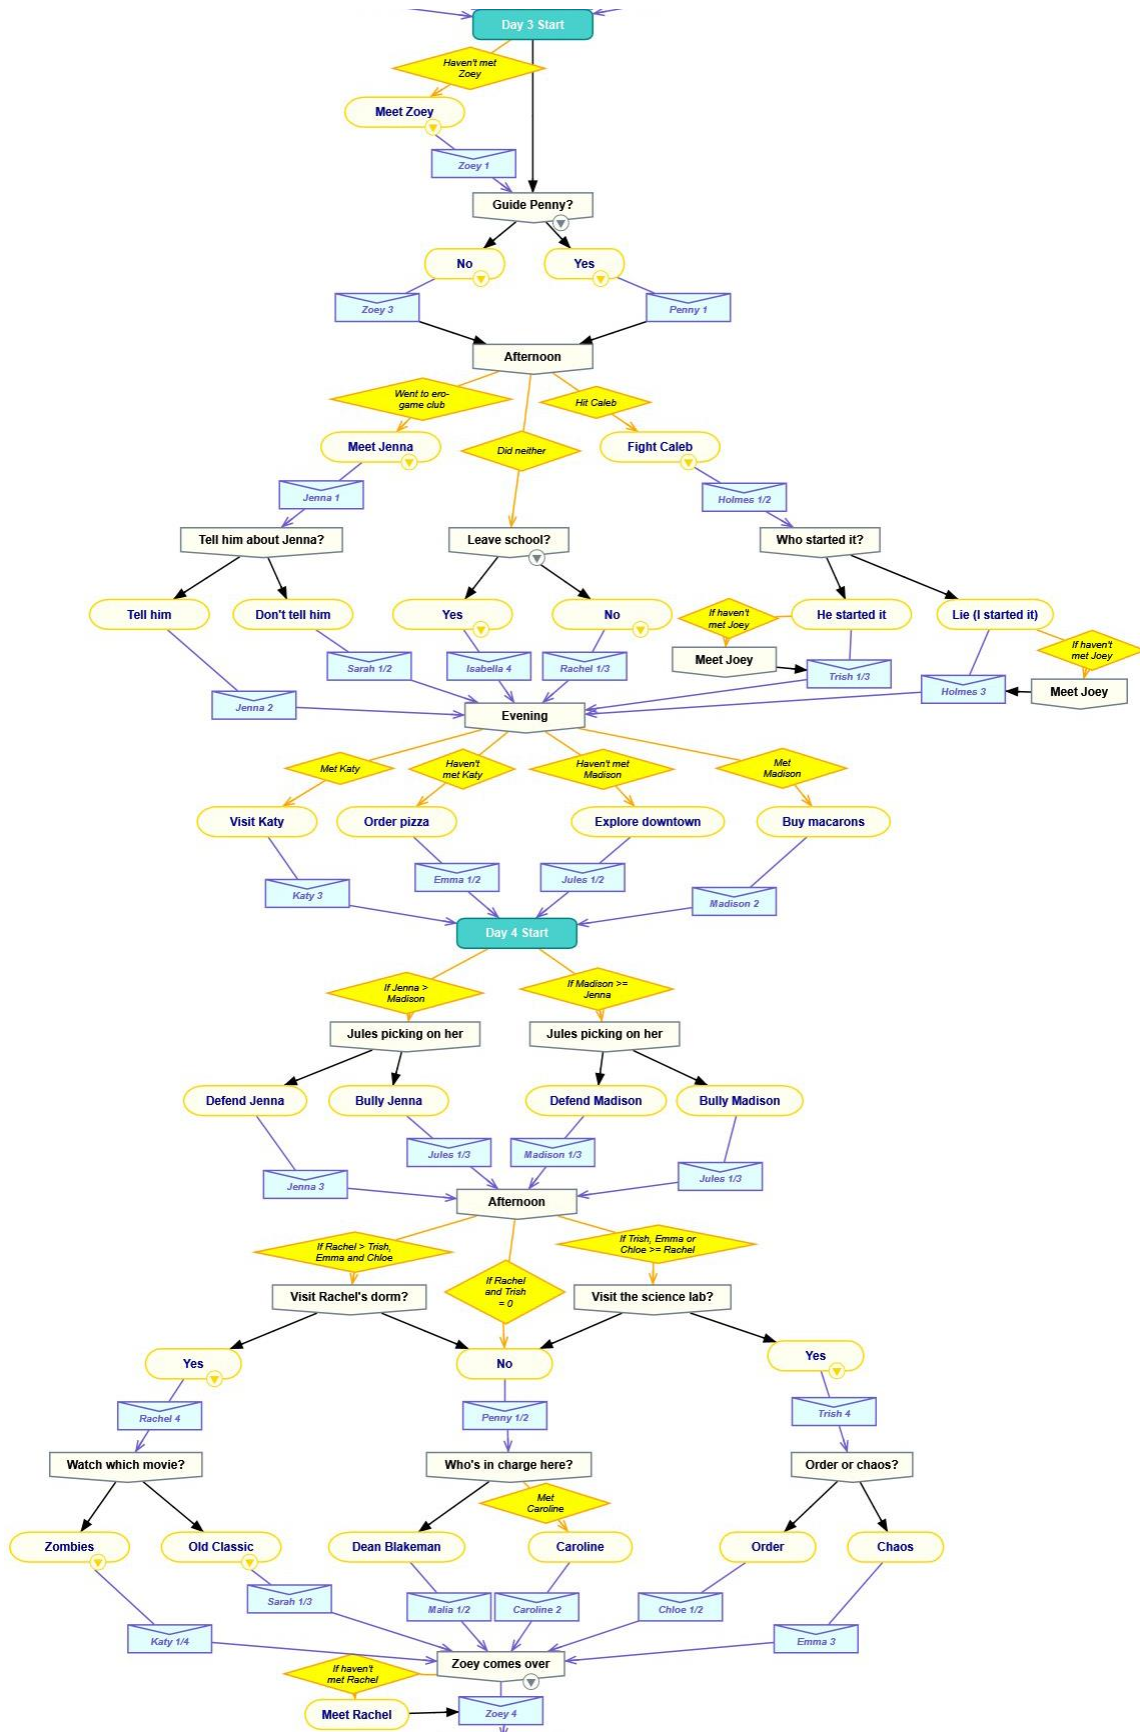 Day 3 Start
Haven't met
Zoey
Meet Zoey
Zoey 1
Guide Penny?
No
Yes
Zoey 3
Penny 1
Afternoon
Went to ero-
game club
Hit Caleb
Meet Jenna
Did neither
Fight Caleb
Jenna 1
Holmes 1/2
Tell him about Jenna?
Leave school?
Who started it?
Tell him
Don't tell him
Yes
No
If haven't
met Joey
He started it
Lie (I started it)
If haven't
met Joey
Sarah 1/2
Isabella 4
Rachel 1/3
Meet Joey
Trish 1/3
Jenna 2
Holmes 3
Meet Joey
Evening
Met Katy
Haven't
met Katy
Haven't met
Madison
Met
Madison
Visit Katy
Order pizza
Explore downtown
Buy macarons
Katy 3
Emma 1/2
Jules 1/2
Madison 2
Day 4 Start
If Jenna >
Madison
If Madison >=
Jenna
Jules picking on her
Jules picking on her
Defend Jenna
Bully Jenna
Defend Madison
Bully Madison
Jules 1/3
Madison 1/3
Jenna 3
Jules 1/3
Afternoon
If Rachel > Trish,
Emma and Chloe
If Rachel
and Trish
= 0
If Trish, Emma or
Chloe >= Rachel
Visit Rachel's dorm?
Visit the science lab?
Yes
No
Yes
Rachel 4
Penny 1/2
Trish 4
Watch which movie?
Who's in charge here?
Order or chaos?
Met
Caroline
Zombies
Old Classic
Dean Blakeman
Caroline
Order
Chaos
Sarah 1/3
Malia 1/2
Caroline 2
Chloe 1/2
Katy 1/4
Emma 3
Zoey comes over
If haven't
met Rachel
Meet Rachel
Zoey 4